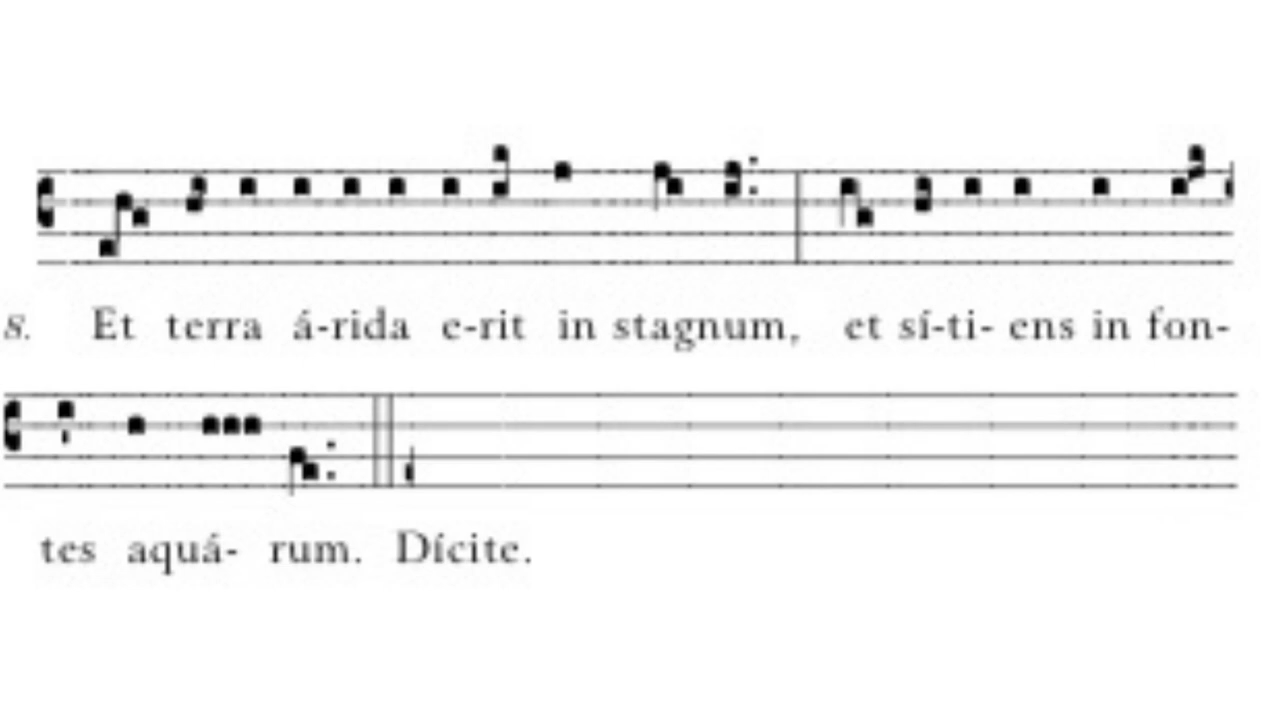 s. Et terra á-rida e-rit in stagnum, et sí-ti- ens in fon-
tes aquá- rum. Dícite.